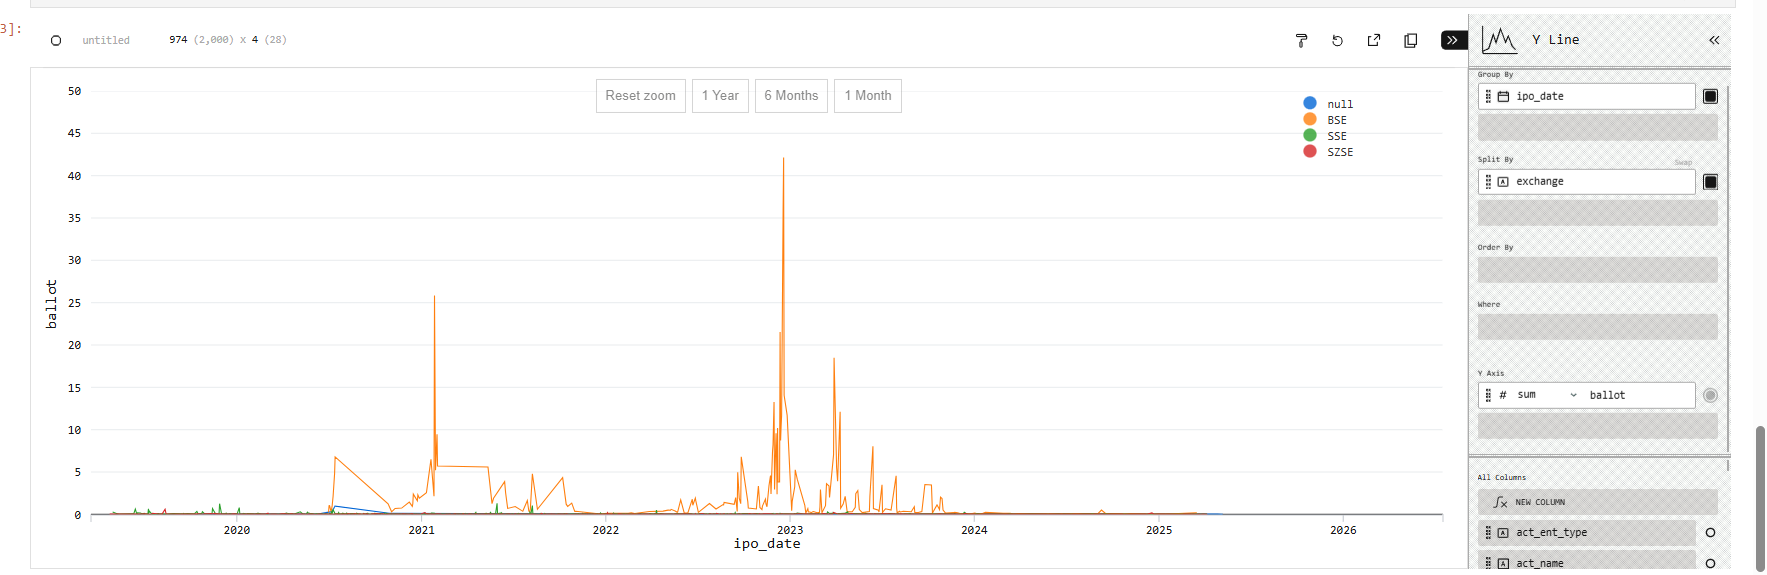 3]:
untitled
974 (2,000) x 4 (28)
Y Line
Reset zoom
1 Year
6 Months
1 Month
null
BSE
SSE
SZSE
50
45
40
35
30
25
20
15
10
5
0
ballot
2020
2021
2022
2023
2024
2025
2026
ipo_date
Group By
ipo_date
Split By
Swap
exchange
Order By
Where
Y Axis
# sum
ballot
All Columns
NEW COLUMN
act_ent_type
act_name